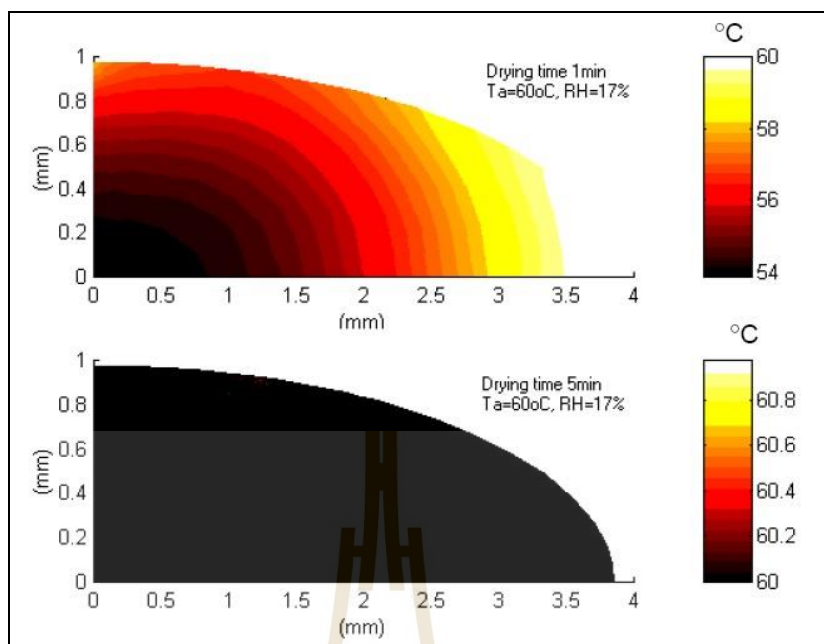 °C
1
0.8
0.6
0.4
0.2
0
(mm)
Drying time 1min
Ta=60oC, RH=17%
60
58
56
54
0 0.5 1 1.5 2 2.5 3 3.5 4
(mm)
°C
1
0.8
0.6
0.4
0.2
0
(mm)
Drying time 5min
Ta=60oC, RH=17%
60.8
60.6
60.4
60.2
60
0 0.5 1 1.5 2 2.5 3 3.5 4
(mm)